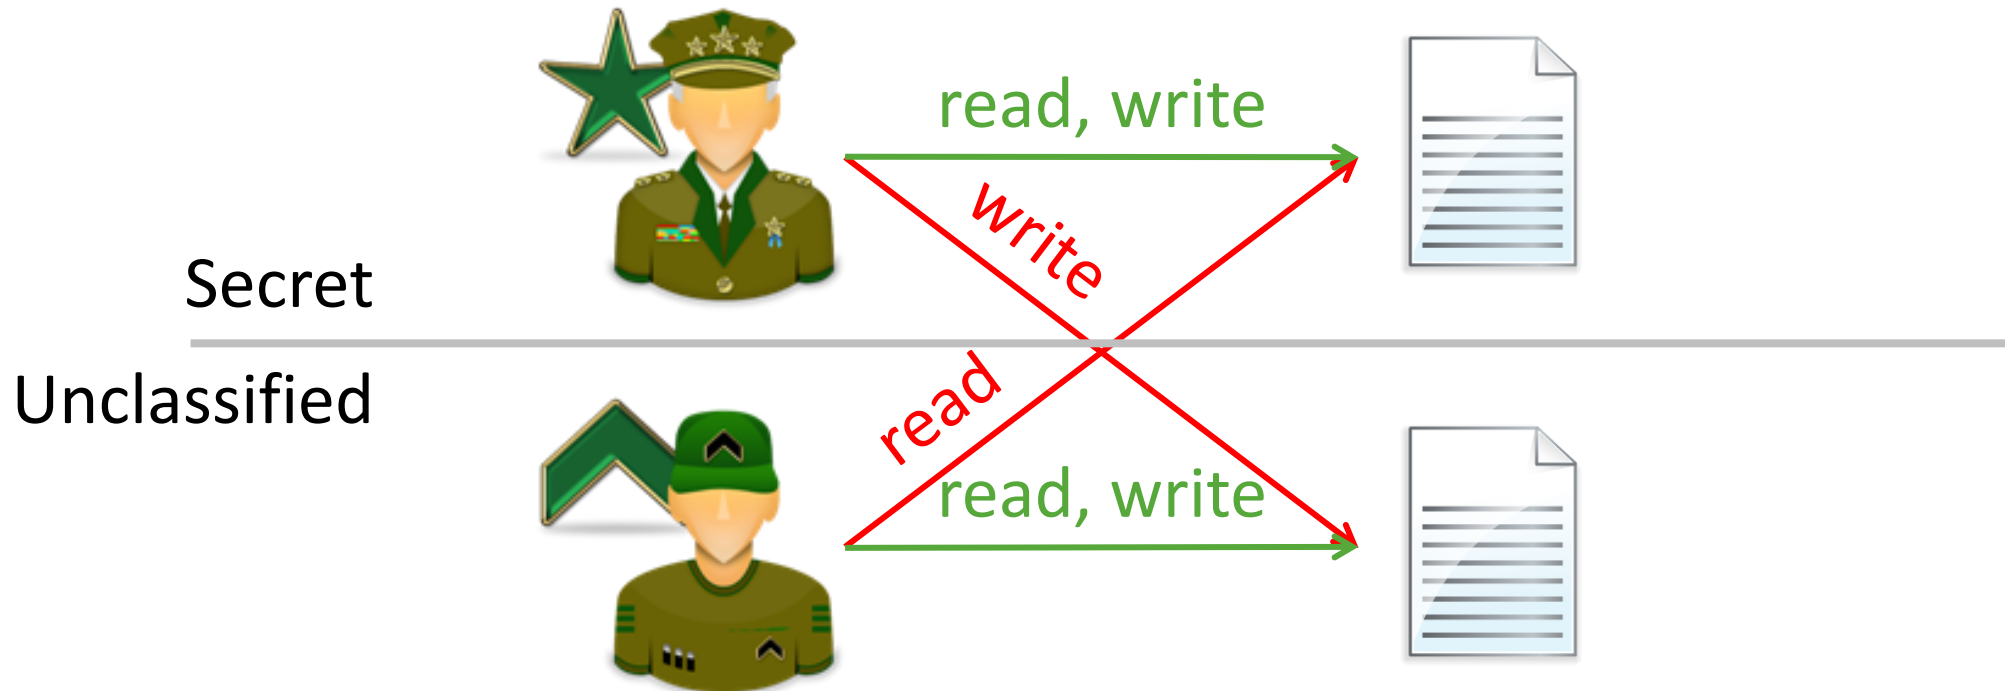 read, write
write
Secret
Unclassified
read
read, write